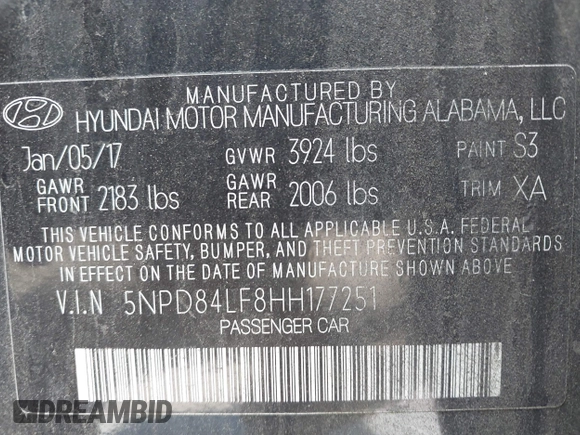 MANUFACTURED BY
HYUNDAI MOTOR MANUFACTURING ALABAMA, LLC
Jan/05/17 GVWR 3924 lbs PAINT S3
GAWR FRONT 2183 lbs GAWR REAR 2006 lbs TRIM XA
THIS VEHICLE CONFORMS TO ALL APPLICABLE U.S.A. FEDERAL
MOTOR VEHICLE SAFETY, BUMPER, AND THEFT PREVENTION STANDARDS
IN EFFECT ON THE DATE OF MANUFACTURE SHOWN ABOVE
V.I.N 5NPD84LF8HH177251
PASSENGER CAR
DREAMBID